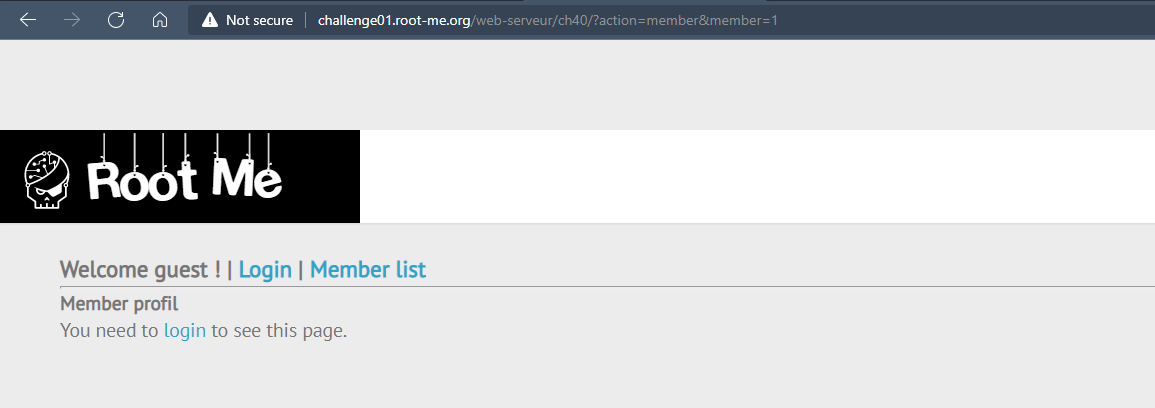 Not secure challenge01.root-me.org/web-serveur/ch40/?action=member&member=1
Root Me
Welcome guest ! | Login | Member list
Member profil
You need to login to see this page.